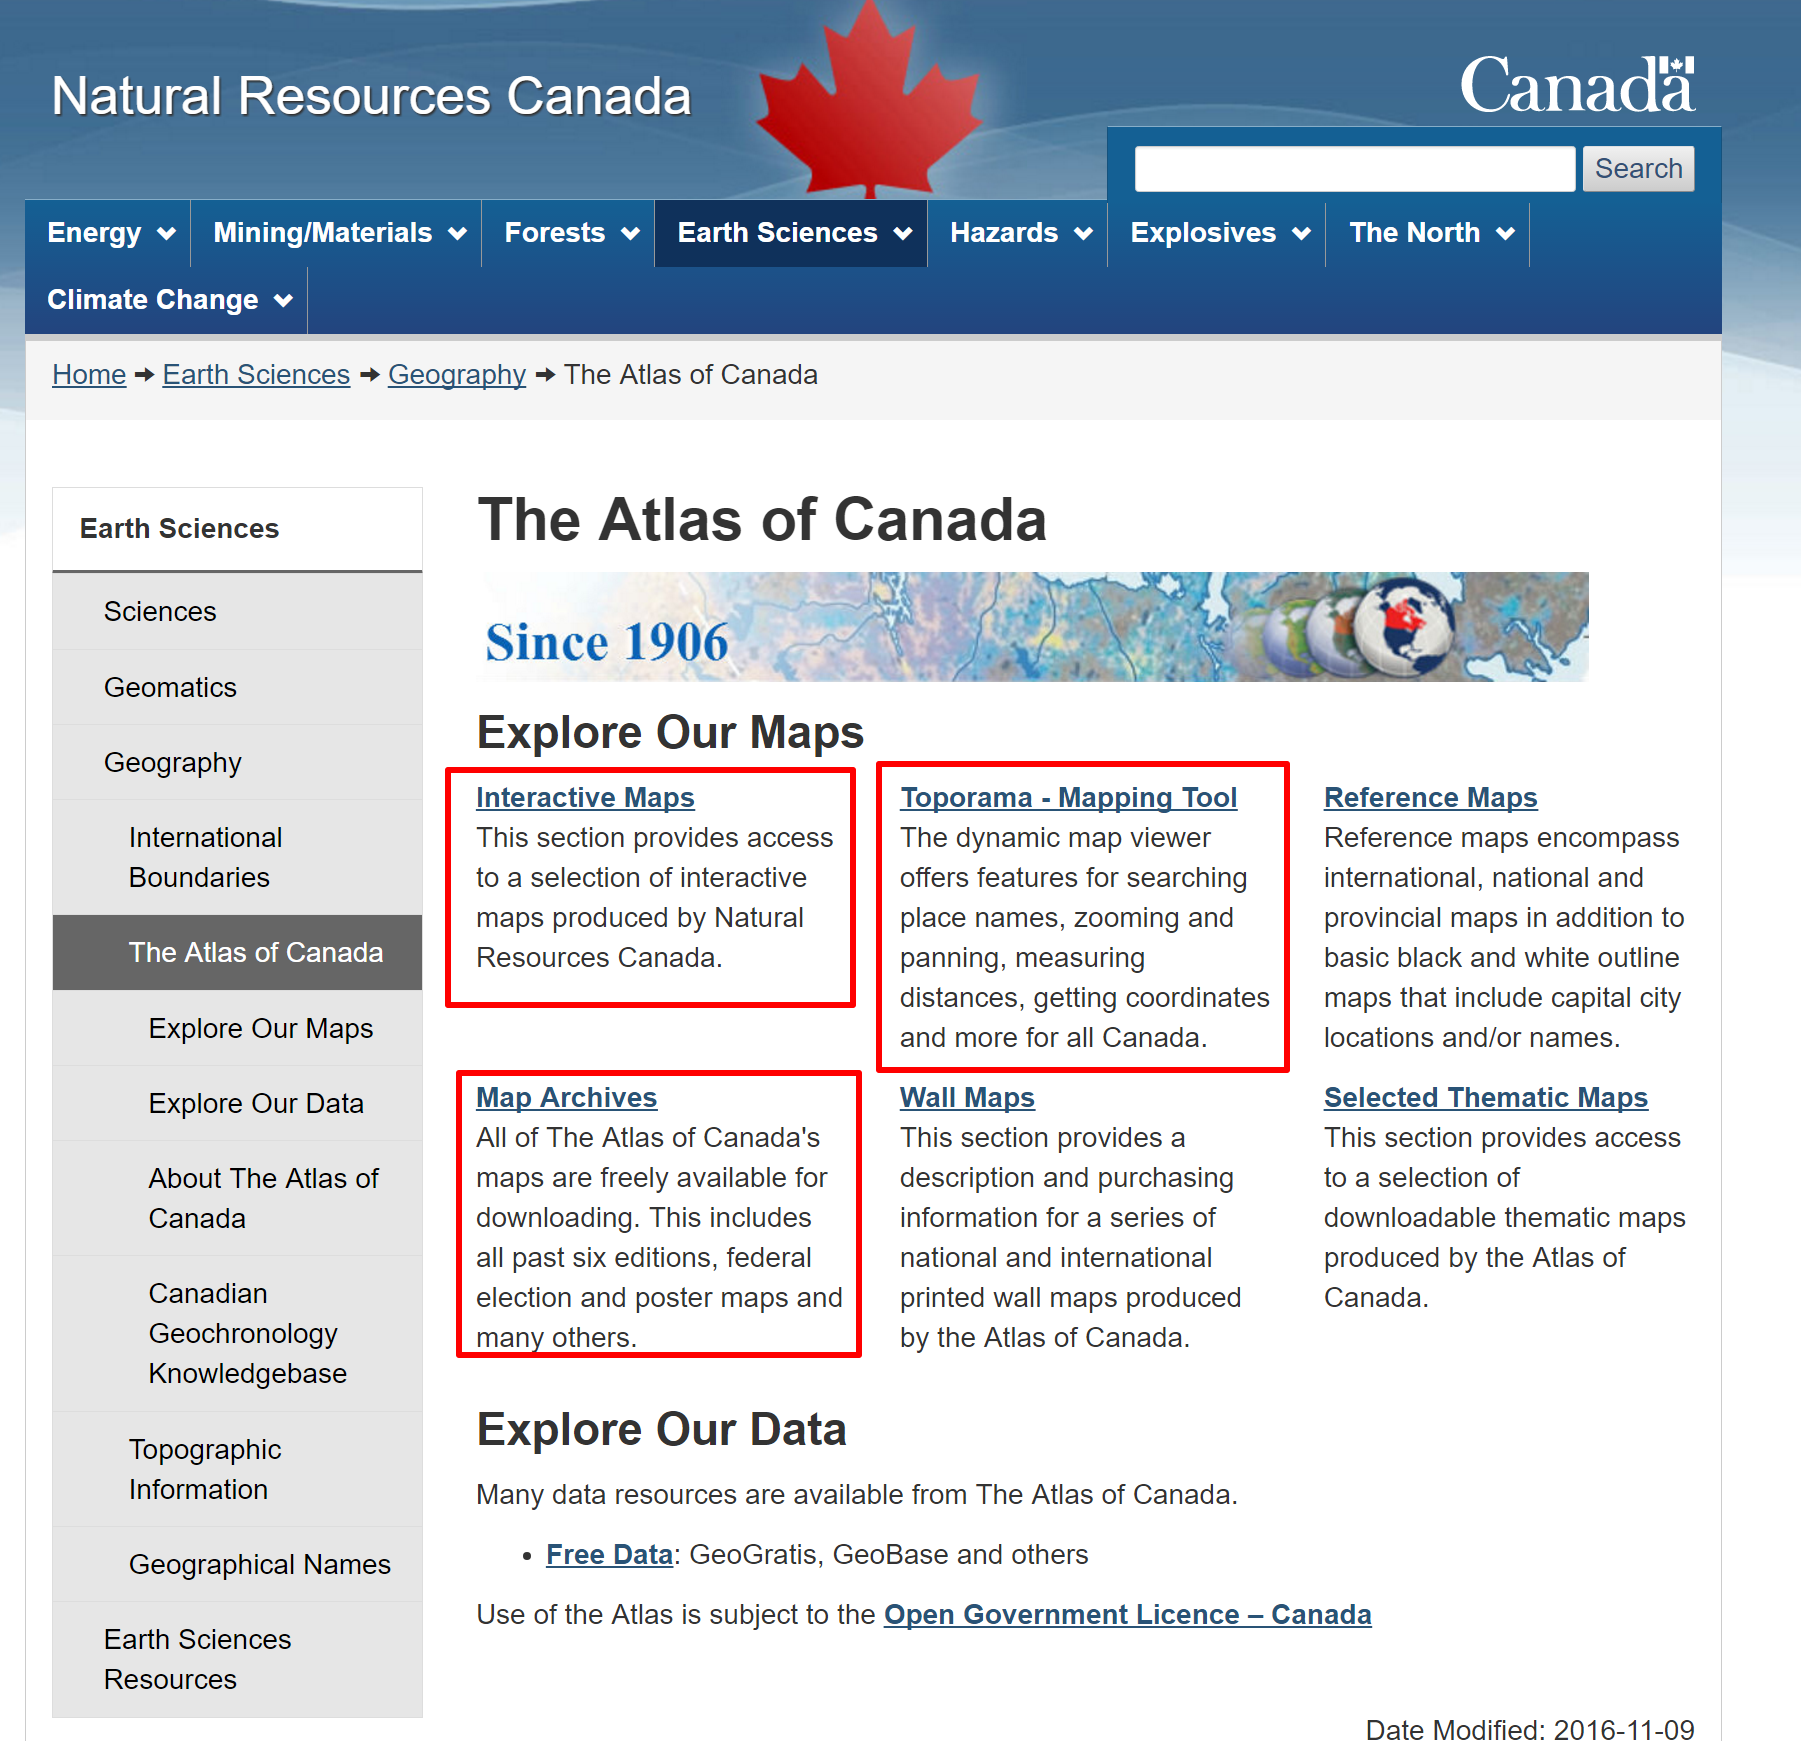 Natural Resources Canada
Canada
Search
Energy
Mining/Materials
Forests
Earth Sciences
Hazards
Explosives
The North
Climate Change
Home → Earth Sciences → Geography → The Atlas of Canada
Earth Sciences
Sciences
Geomatics
Geography
International
Boundaries
The Atlas of Canada
Explore Our Maps
Explore Our Data
About The Atlas of
Canada
Canadian
Geochronology
Knowledgebase
Topographic
Information
Geographical Names
Earth Sciences
Resources
The Atlas of Canada
Since 1906
Explore Our Maps
Interactive Maps
This section provides access
to a selection of interactive
maps produced by Natural
Resources Canada.
Toporama - Mapping Tool
The dynamic map viewer
offers features for searching
place names, zooming and
panning, measuring
distances, getting coordinates
and more for all Canada.
Reference Maps
Reference maps encompass
international, national and
provincial maps in addition to
basic black and white outline
maps that include capital city
locations and/or names.
Map Archives
All of The Atlas of Canada's
maps are freely available for
downloading. This includes
all past six editions, federal
election and poster maps and
many others.
Wall Maps
This section provides a
description and purchasing
information for a series of
national and international
printed wall maps produced
by the Atlas of Canada.
Selected Thematic Maps
This section provides access
to a selection of
downloadable thematic maps
produced by the Atlas of
Canada.
Explore Our Data
Many data resources are available from The Atlas of Canada.
• Free Data: GeoGratis, GeoBase and others
Use of the Atlas is subject to the Open Government Licence – Canada
Date Modified: 2016-11-09